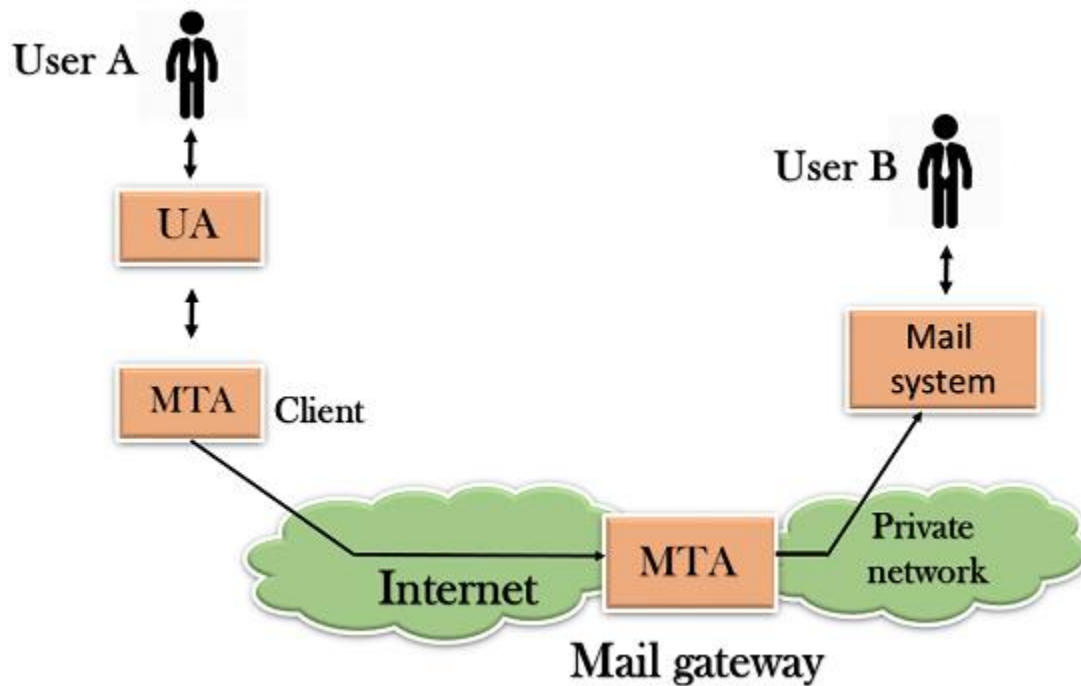 User A
User B
UA
Mail
system
MTA
Client
Private
network
MTA
Internet
Mail gateway